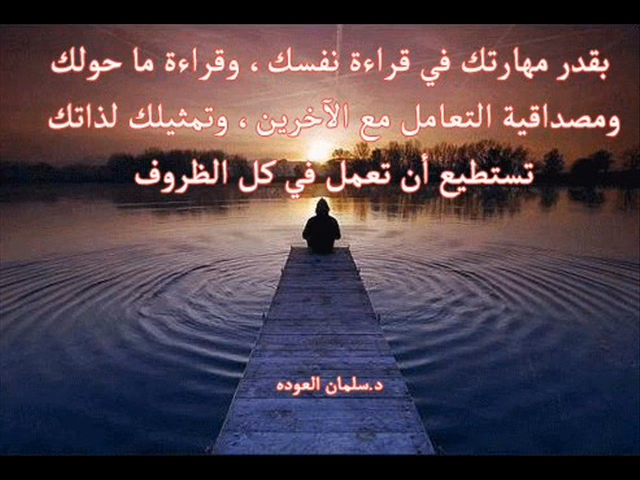 بقدر مهارتك في قراءة نفسك ، وقراءة ما حولك
ومصداقية التعامل مع الآخرين ، وتمثيلك لذاتك
تستطيع أن تعمل في كل الظروف
د.سلمان العوده